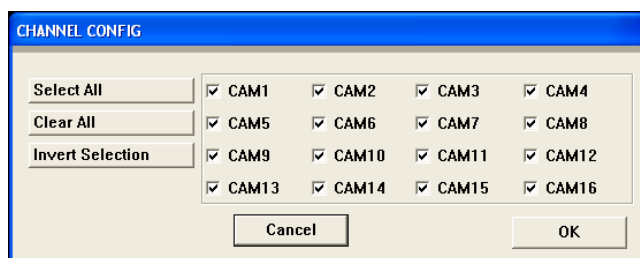 CHANNEL CONFIG
Select All CAM1 CAM2 CAM3 CAM4
Clear All CAM5 CAM6 CAM7 CAM8
Invert Selection CAM9 CAM10 CAM11 CAM12
CAM13 CAM14 CAM15 CAM16
Cancel OK